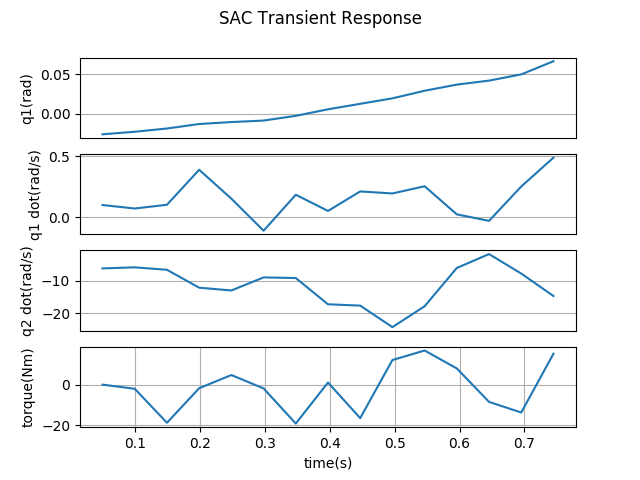 SAC Transient Response
q1(rad)
0.05
0.00
q1 dot(rad/s)
0.5
0.0
q2 dot(rad/s)
−10
−20
torque(Nm)
0
−20
0.1 0.2 0.3 0.4 0.5 0.6 0.7
time(s)